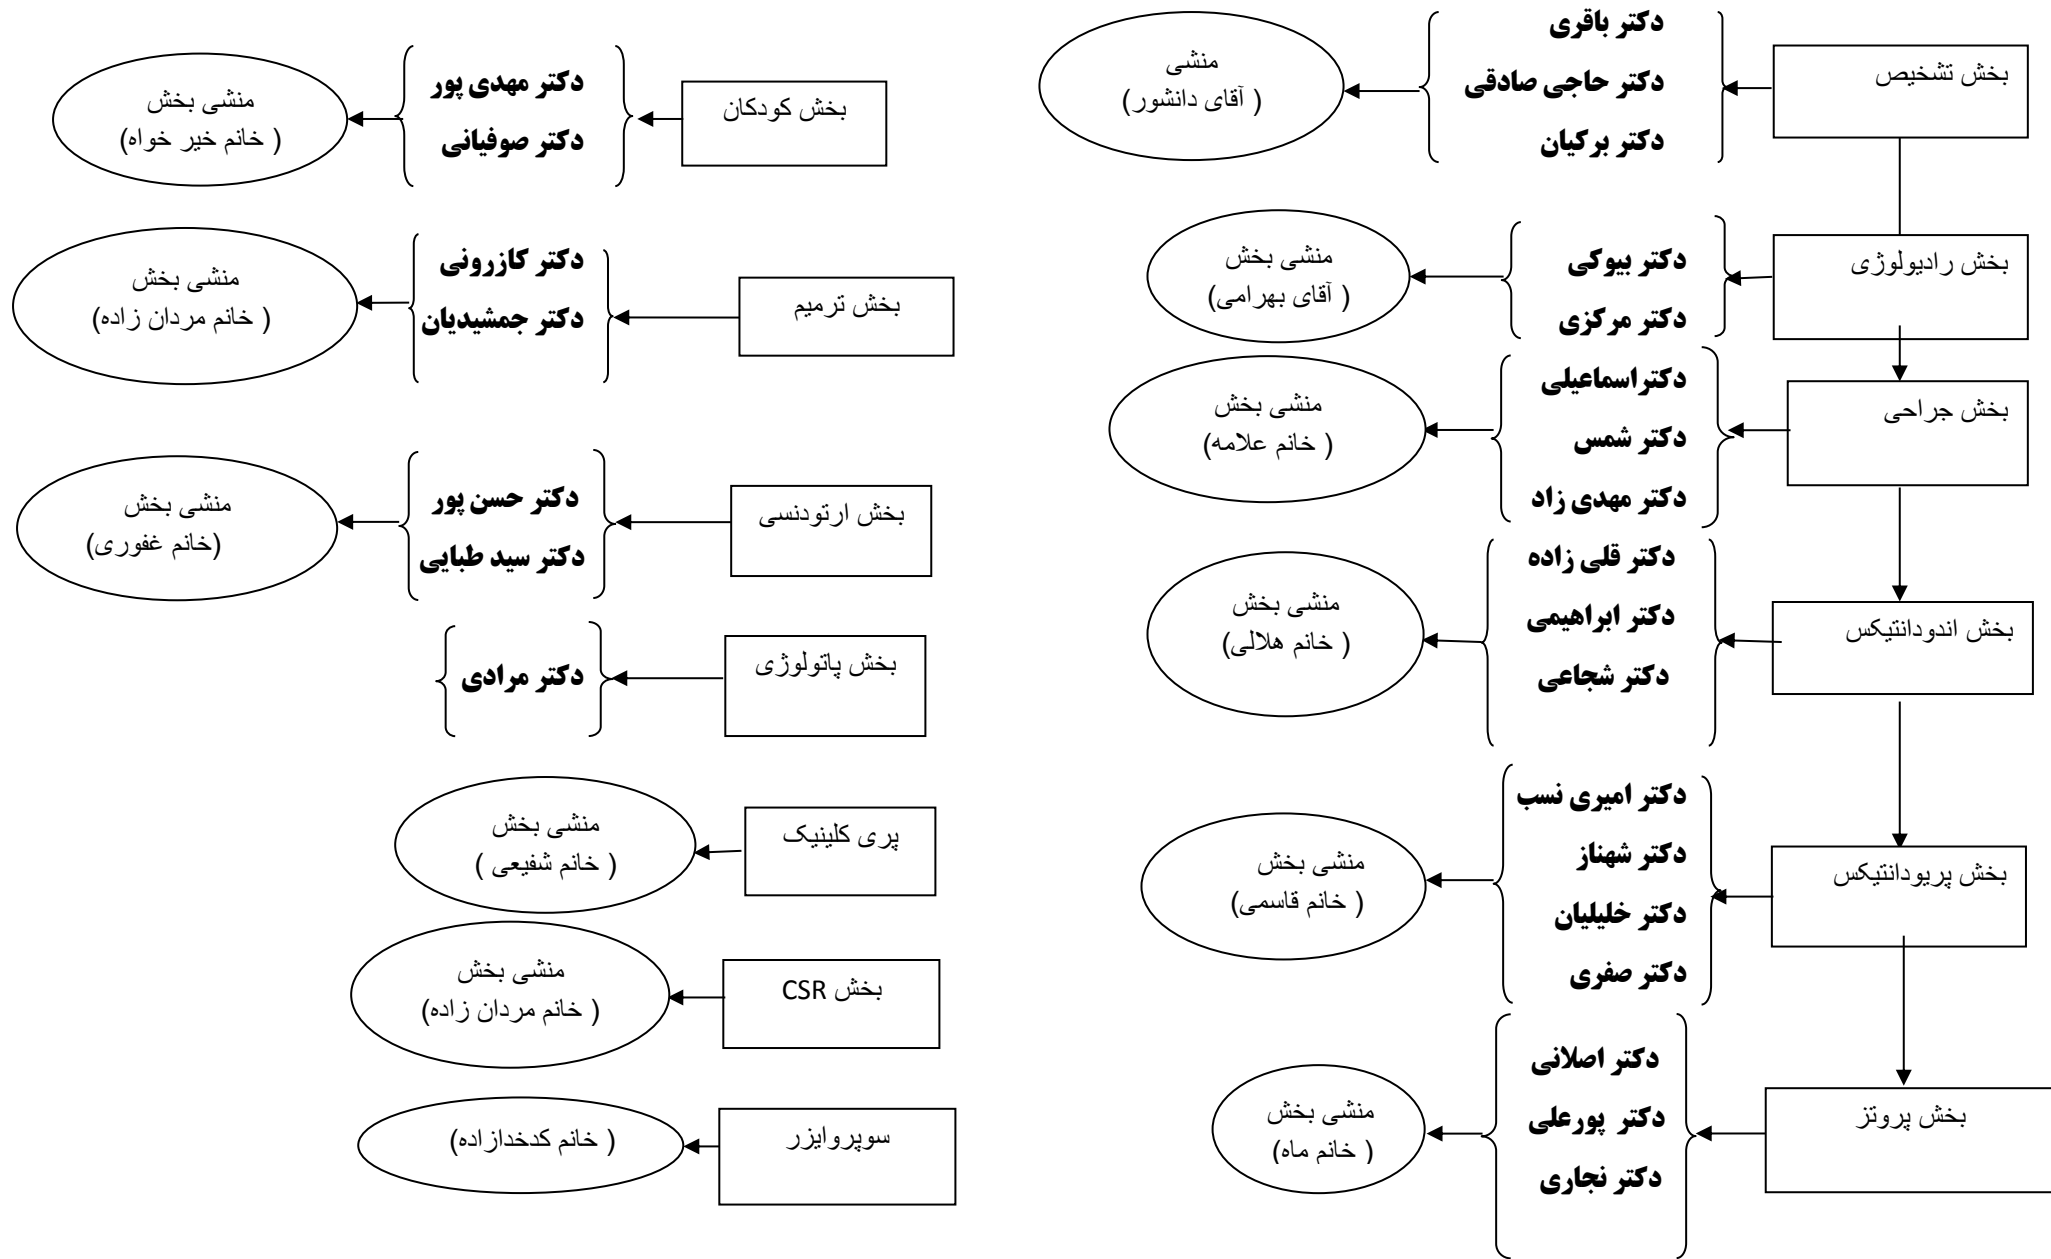 بخش تشخیص
دکتر باقری
دکتر حاجی صادقی
دکتر برکیان
منشی
( آقای دانشور)
بخش رادیولوژی
دکتر بیوکی
دکتر مرکزی
منشی بخش
( آقای بهرامی)
بخش جراحی
دکتراسماعیلی
دکتر شمس
دکتر مهدی زاد
منشی بخش
( خانم علامه)
بخش اندودانتیکس
دکتر قلی زاده
دکتر ابراهیمی
دکتر شجاعی
منشی بخش
( خانم هلالی)
بخش پریودانتیکس
دکتر امیری نسب
دکتر شهناز
دکتر خلیلیان
دکتر صفری
منشی بخش
( خانم قاسمی)
بخش پروتز
دکتر اصلانی
دکتر پورعلی
دکتر نجاری
منشی بخش
( خانم ماه)
بخش کودکان
دکتر مهدی پور
دکتر صوفیانی
منشی بخش
( خانم خیر خواه)
بخش ترمیم
دکتر کازرونی
دکتر جمشیدیان
منشی بخش
( خانم مردان زاده)
بخش ارتودنسی
دکتر حسن پور
دکتر سید طبایی
منشی بخش
(خانم غفوری)
بخش پاتولوژی
دکتر مرادی
پری کلینیک
منشی بخش
( خانم شفیعی )
بخش CSR
منشی بخش
( خانم مردان زاده)
سوپروایزر
( خانم کدخدازاده)